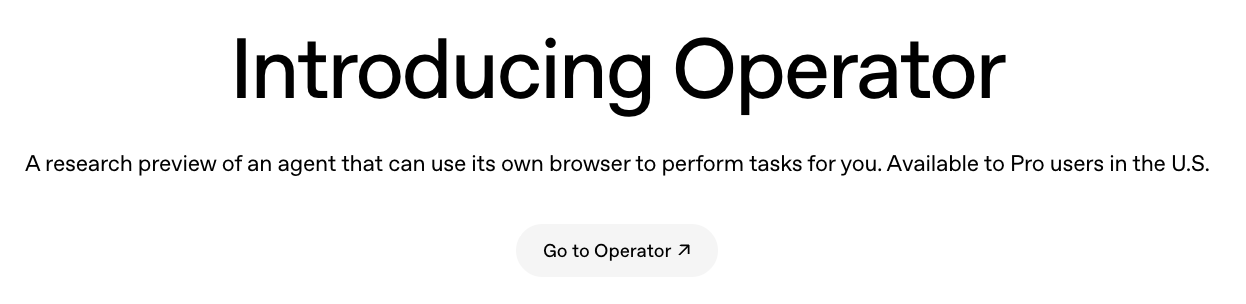 Introducing Operator
A research preview of an agent that can use its own browser to perform tasks for you. Available to Pro users in the U.S.
Go to Operator ↗